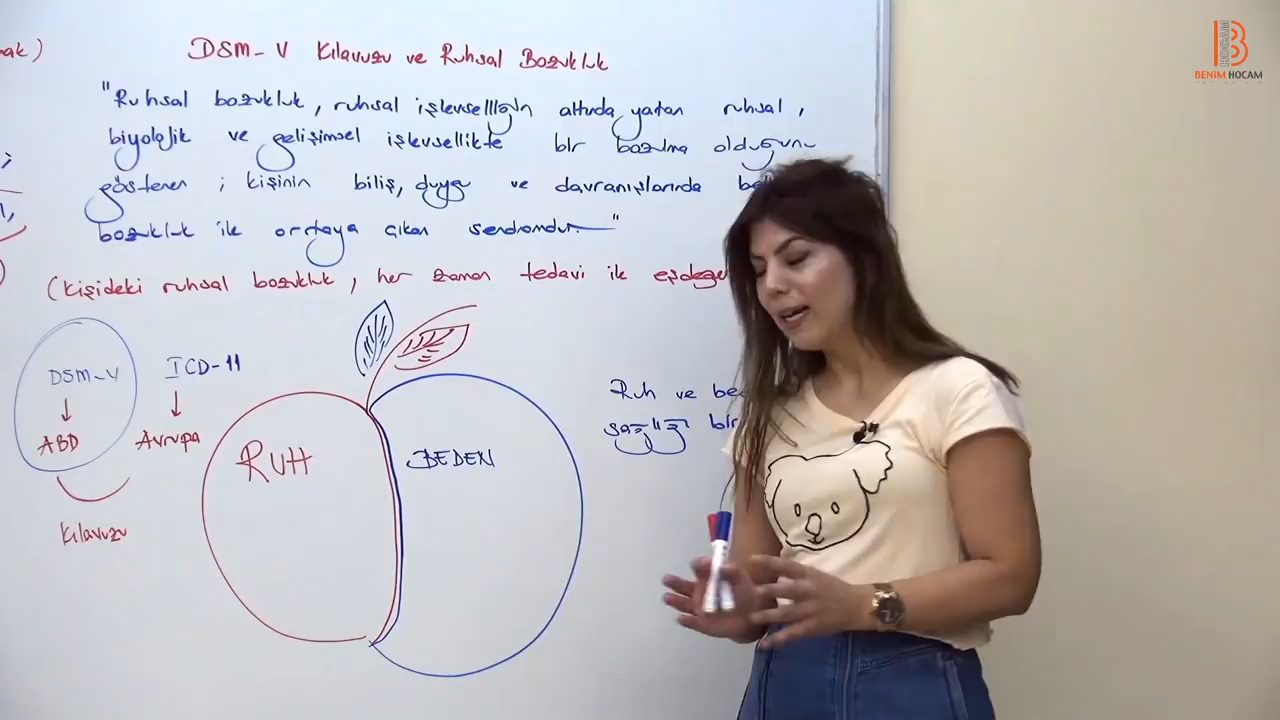 DSM-V Kılavuzu ve Ruhsal Bozukluk
"Ruhsal bozukluk, ruhsal işlevselliğin altında yatan ruhsal,
biyolojik ve gelişimsel işlevsellikte bir bozulma olduğunu
gösteren ; kişinin biliş, duygu ve davranışlarında
bozukluk ile ortaya çıkan sendromdur."
(Kişideki ruhsal bozukluk, her zaman tedavi ile
DSM-V
ICD-11
ABD
Avrupa
Kılavuzu
RUH
BEDEN
Ruh ve
sağlığı bir
BENİM HOCAM